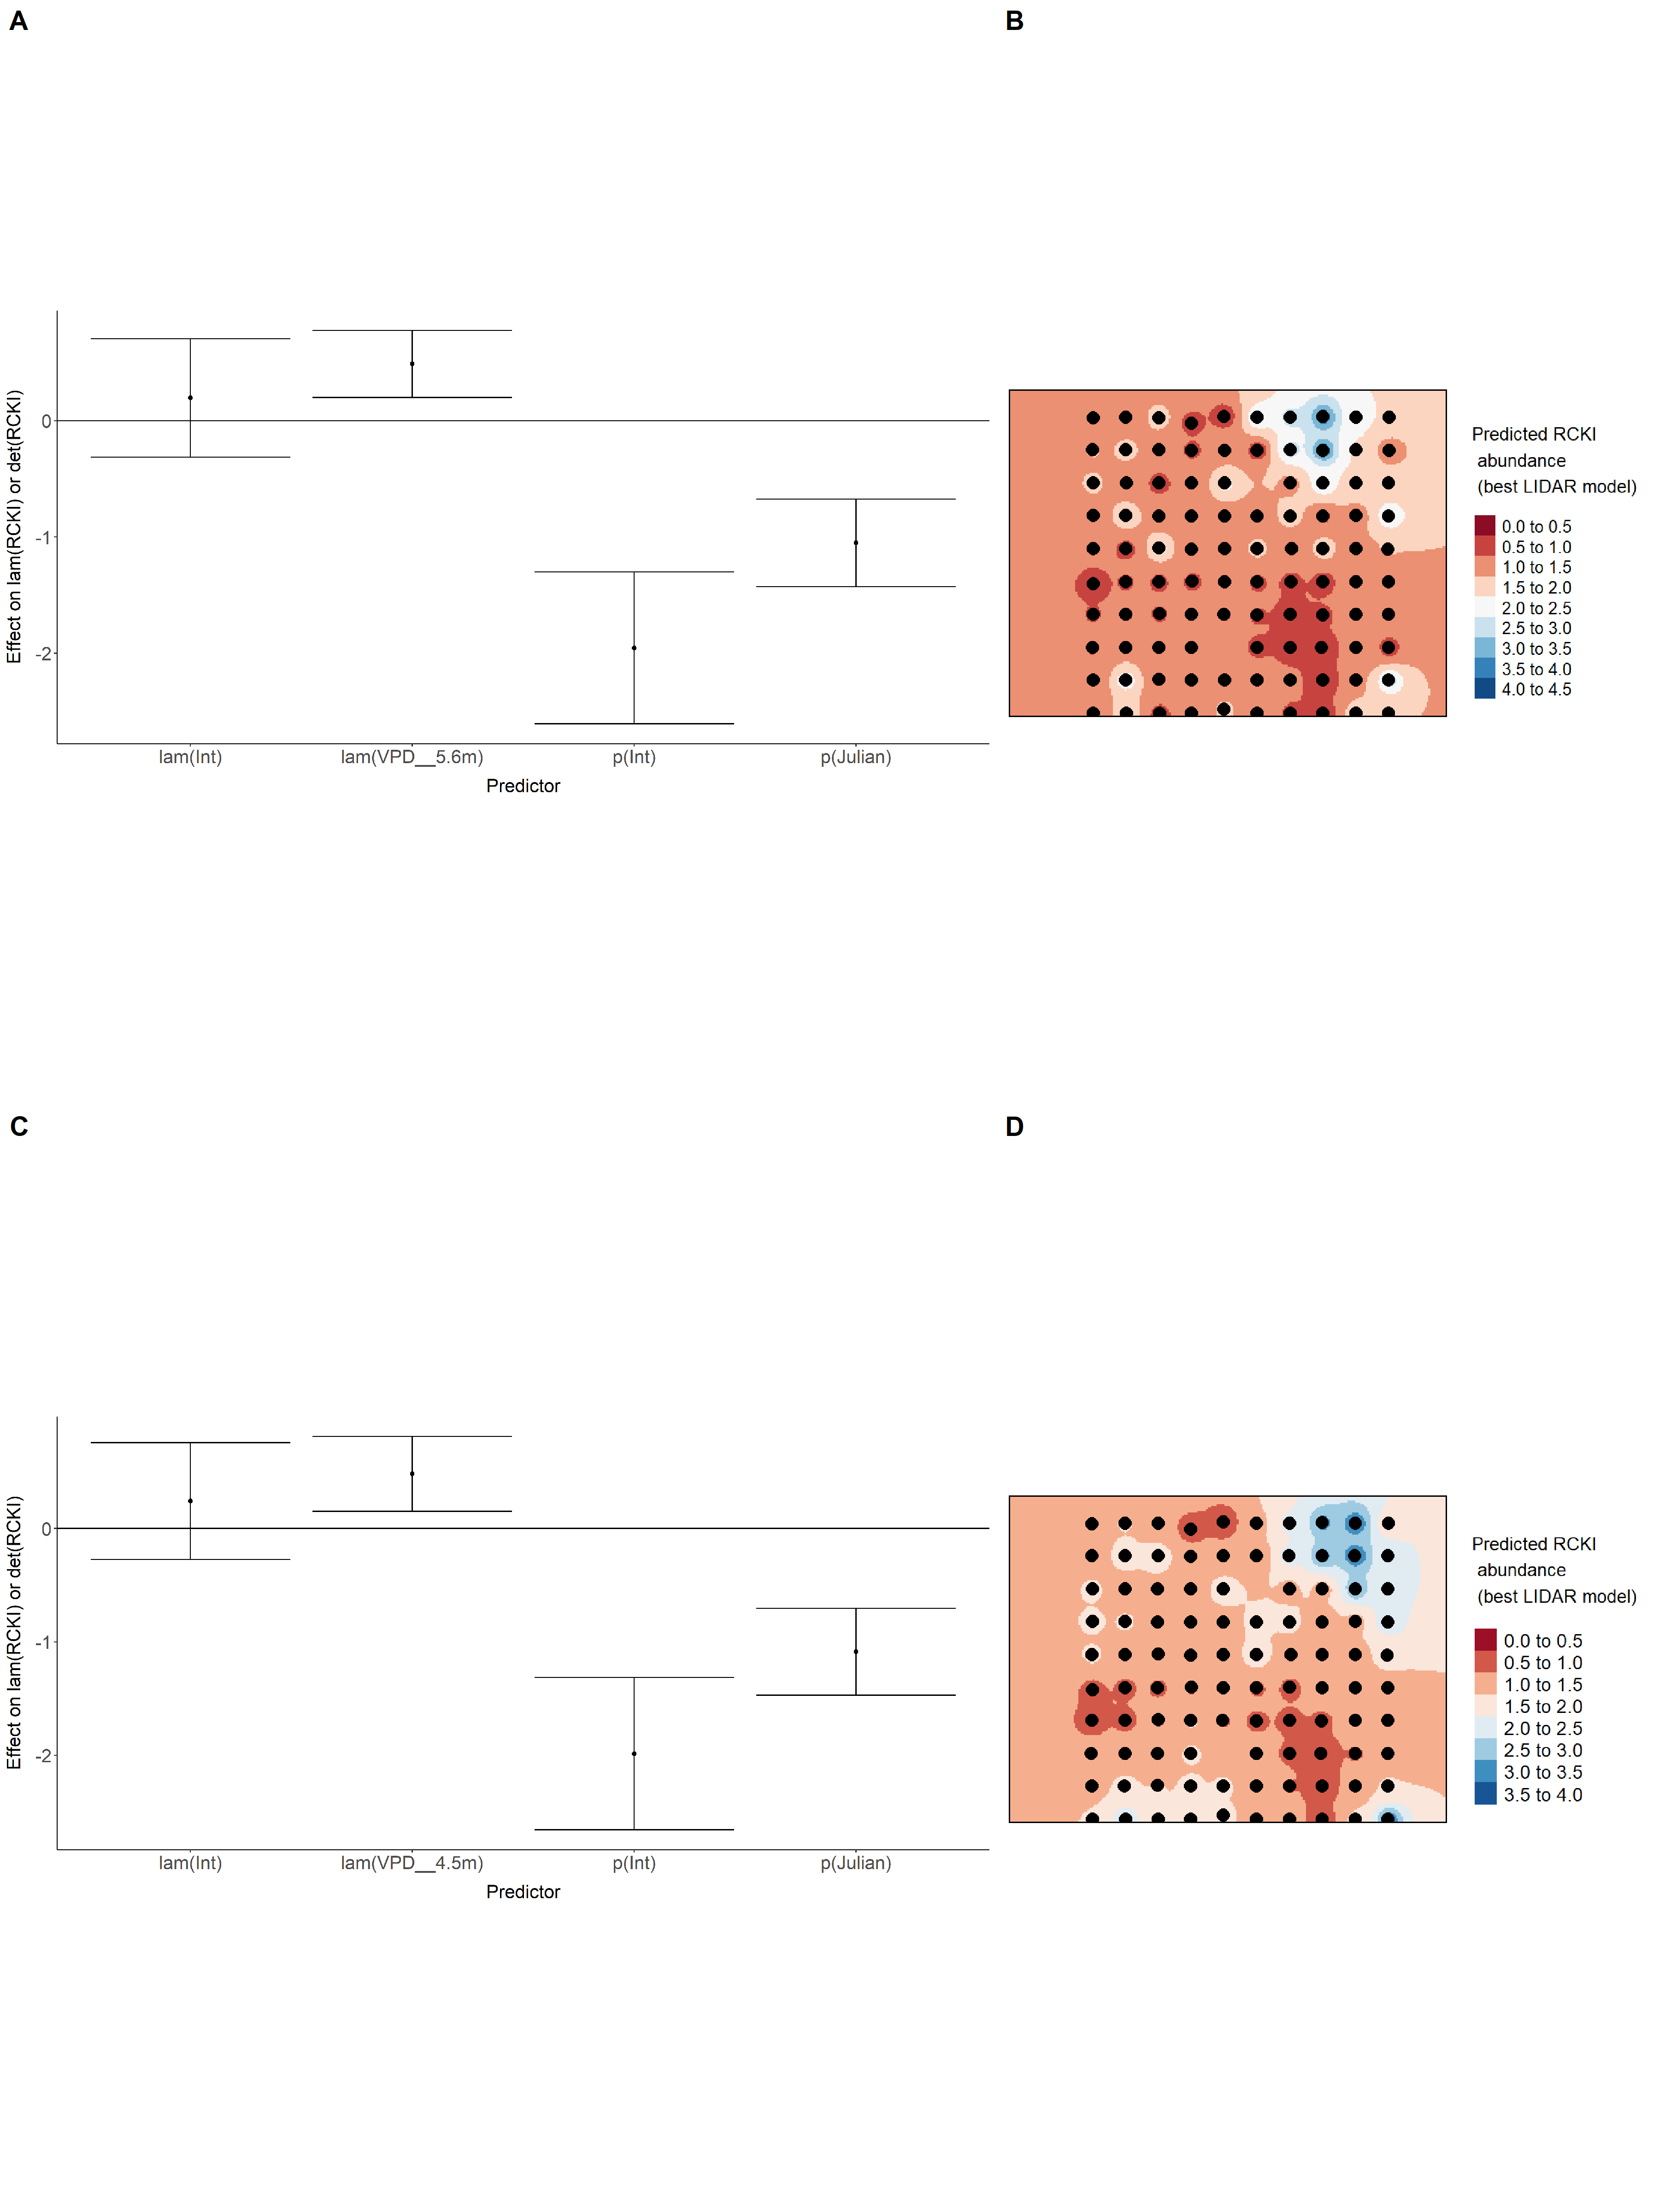 A
B
Effect on lam(RCKI) or det(RCKI)
0
-1
-2
lam(Int)
lam(VPD__5.6m)
p(Int)
p(Julian)
Predictor
Predicted RCKI
abundance
(best LIDAR model)
0.0 to 0.5
0.5 to 1.0
1.0 to 1.5
1.5 to 2.0
2.0 to 2.5
2.5 to 3.0
3.0 to 3.5
3.5 to 4.0
4.0 to 4.5
C
D
Effect on lam(RCKI) or det(RCKI)
0
-1
-2
lam(Int)
lam(VPD__4.5m)
p(Int)
p(Julian)
Predictor
Predicted RCKI
abundance
(best LIDAR model)
0.0 to 0.5
0.5 to 1.0
1.0 to 1.5
1.5 to 2.0
2.0 to 2.5
2.5 to 3.0
3.0 to 3.5
3.5 to 4.0